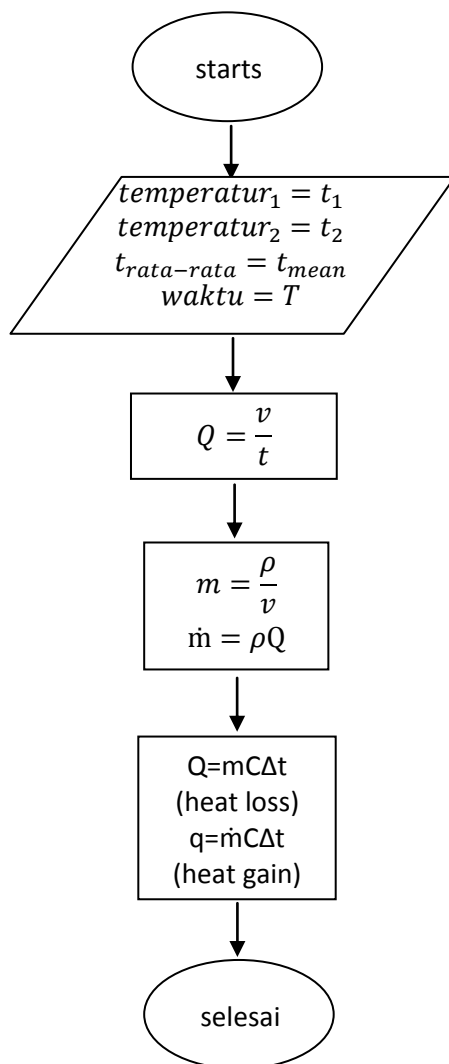 starts
temperatur₁ = t₁
temperatur₂ = t₂
t_rata−rata = t_mean
waktu = T
Q = v/t
m = ρ/v
ṁ = ρQ
Q=mCΔt
(heat loss)
q=ṁCΔt
(heat gain)
selesai